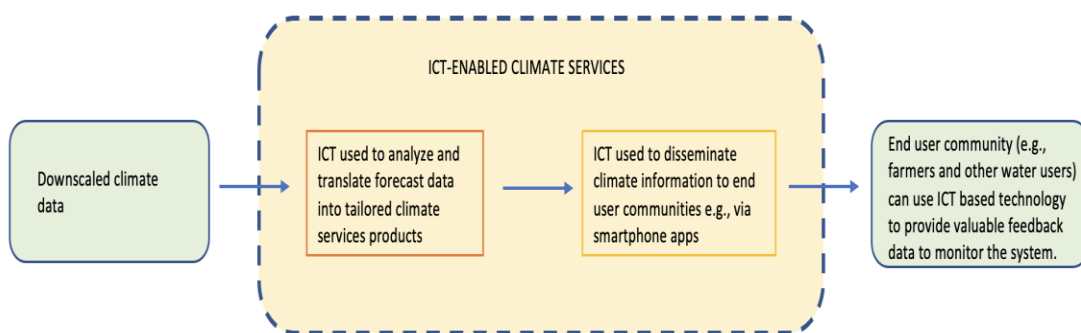 ICT-ENABLED CLIMATE SERVICES
Downscaled climate
data
ICT used to analyze and
translate forecast data
into tailored climate
services products
ICT used to disseminate
climate information to end
user communities e.g., via
smartphone apps
End user community (e.g.,
farmers and other water users)
can use ICT based technology
to provide valuable feedback
data to monitor the system.